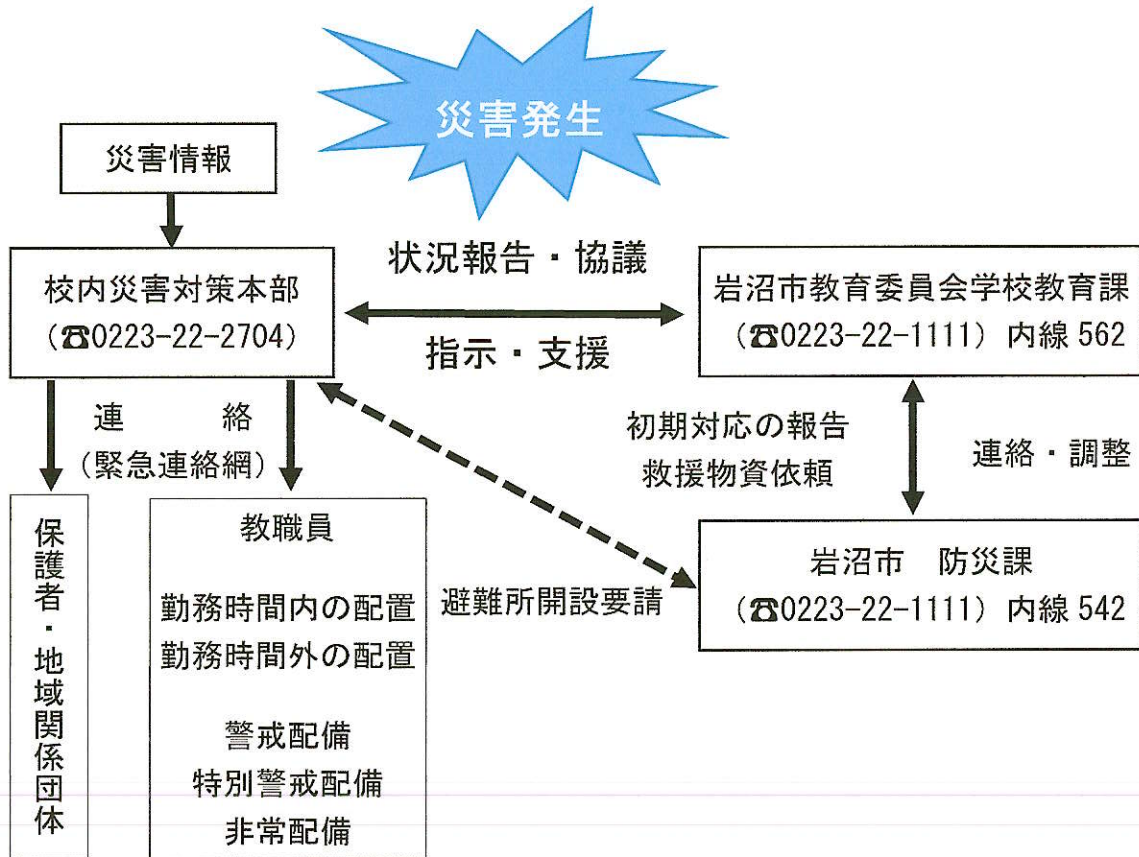 災害発生
災害情報
校内災害対策本部
(☎0223-22-2704)
状況報告・協議
指示・支援
岩沼市教育委員会学校教育課
(☎0223-22-1111) 内線 562
連　　絡
(緊急連絡網)
初期対応の報告
救援物資依頼
連絡・調整
保護者・地域関係団体
教職員
勤務時間内の配置
勤務時間外の配置
警戒配備
特別警戒配備
非常配備
避難所開設要請
岩沼市　防災課
(☎0223-22-1111) 内線 542